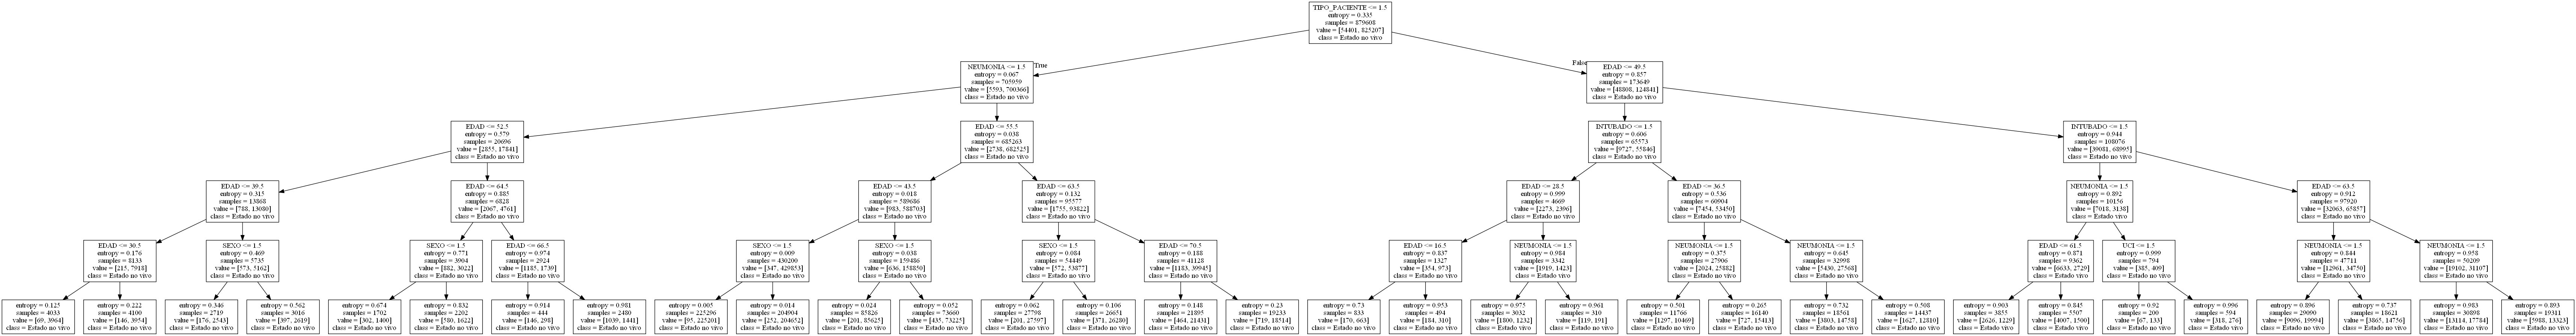 TIPO_PACIENTE <= 1.5
entropy = 0.335
samples = 879608
value = [54401, 825207]
class = Estado no vivo
True
False
NEUMONIA <= 1.5
entropy = 0.067
samples = 705959
value = [5593, 700366]
class = Estado no vivo
EDAD <= 49.5
entropy = 0.857
samples = 173649
value = [48808, 124841]
class = Estado no vivo
EDAD <= 52.5
entropy = 0.579
samples = 20696
value = [2855, 17841]
class = Estado no vivo
EDAD <= 55.5
entropy = 0.038
samples = 685263
value = [2738, 682525]
class = Estado no vivo
INTUBADO <= 1.5
entropy = 0.606
samples = 65573
value = [9727, 55846]
class = Estado no vivo
INTUBADO <= 1.5
entropy = 0.944
samples = 108076
value = [39081, 68995]
class = Estado no vivo
EDAD <= 39.5
entropy = 0.315
samples = 13868
value = [788, 13080]
class = Estado no vivo
EDAD <= 64.5
entropy = 0.885
samples = 6828
value = [2067, 4761]
class = Estado no vivo
EDAD <= 43.5
entropy = 0.018
samples = 589686
value = [983, 588703]
class = Estado no vivo
EDAD <= 63.5
entropy = 0.132
samples = 95577
value = [1755, 93822]
class = Estado no vivo
EDAD <= 28.5
entropy = 0.999
samples = 4669
value = [2273, 2396]
class = Estado no vivo
EDAD <= 36.5
entropy = 0.536
samples = 60904
value = [7454, 53450]
class = Estado no vivo
NEUMONIA <= 1.5
entropy = 0.892
samples = 10156
value = [7018, 3138]
class = Estado no vivo
EDAD <= 63.5
entropy = 0.912
samples = 97920
value = [32063, 65857]
class = Estado no vivo
EDAD <= 30.5
entropy = 0.176
samples = 8133
value = [215, 7918]
class = Estado no vivo
SEXO <= 1.5
entropy = 0.469
samples = 5735
value = [573, 5162]
class = Estado no vivo
SEXO <= 1.5
entropy = 0.771
samples = 3904
value = [882, 3022]
class = Estado no vivo
EDAD <= 66.5
entropy = 0.974
samples = 2924
value = [1185, 1739]
class = Estado no vivo
SEXO <= 1.5
entropy = 0.009
samples = 430200
value = [347, 429853]
class = Estado no vivo
SEXO <= 1.5
entropy = 0.038
samples = 159486
value = [636, 158850]
class = Estado no vivo
SEXO <= 1.5
entropy = 0.084
samples = 54449
value = [572, 53877]
class = Estado no vivo
EDAD <= 70.5
entropy = 0.188
samples = 41128
value = [1183, 39945]
class = Estado no vivo
EDAD <= 16.5
entropy = 0.837
samples = 1327
value = [354, 973]
class = Estado no vivo
NEUMONIA <= 1.5
entropy = 0.984
samples = 3342
value = [1919, 1423]
class = Estado no vivo
NEUMONIA <= 1.5
entropy = 0.375
samples = 27906
value = [2024, 25882]
class = Estado no vivo
NEUMONIA <= 1.5
entropy = 0.645
samples = 32998
value = [5430, 27568]
class = Estado no vivo
EDAD <= 61.5
entropy = 0.871
samples = 9362
value = [6633, 2729]
class = Estado no vivo
UCI <= 1.5
entropy = 0.999
samples = 794
value = [385, 409]
class = Estado no vivo
NEUMONIA <= 1.5
entropy = 0.844
samples = 47711
value = [12961, 34750]
class = Estado no vivo
NEUMONIA <= 1.5
entropy = 0.958
samples = 50209
value = [19102, 31107]
class = Estado no vivo
entropy = 0.125
samples = 4033
value = [69, 3964]
class = Estado no vivo
entropy = 0.222
samples = 4100
value = [146, 3954]
class = Estado no vivo
entropy = 0.346
samples = 2719
value = [176, 2543]
class = Estado no vivo
entropy = 0.562
samples = 3016
value = [397, 2619]
class = Estado no vivo
entropy = 0.674
samples = 1702
value = [302, 1400]
class = Estado no vivo
entropy = 0.832
samples = 2202
value = [580, 1622]
class = Estado no vivo
entropy = 0.914
samples = 444
value = [146, 298]
class = Estado no vivo
entropy = 0.981
samples = 2480
value = [1039, 1441]
class = Estado no vivo
entropy = 0.005
samples = 225296
value = [95, 225201]
class = Estado no vivo
entropy = 0.014
samples = 204904
value = [252, 204652]
class = Estado no vivo
entropy = 0.024
samples = 85826
value = [201, 85625]
class = Estado no vivo
entropy = 0.052
samples = 73660
value = [435, 73225]
class = Estado no vivo
entropy = 0.062
samples = 27798
value = [201, 27597]
class = Estado no vivo
entropy = 0.106
samples = 26651
value = [371, 26280]
class = Estado no vivo
entropy = 0.148
samples = 21895
value = [464, 21431]
class = Estado no vivo
entropy = 0.23
samples = 19233
value = [719, 18514]
class = Estado no vivo
entropy = 0.73
samples = 833
value = [170, 663]
class = Estado no vivo
entropy = 0.953
samples = 494
value = [184, 310]
class = Estado no vivo
entropy = 0.975
samples = 3032
value = [1800, 1232]
class = Estado no vivo
entropy = 0.961
samples = 310
value = [119, 191]
class = Estado no vivo
entropy = 0.501
samples = 11766
value = [1297, 10469]
class = Estado no vivo
entropy = 0.265
samples = 16140
value = [727, 15413]
class = Estado no vivo
entropy = 0.732
samples = 18561
value = [3803, 14758]
class = Estado no vivo
entropy = 0.508
samples = 14437
value = [1627, 12810]
class = Estado no vivo
entropy = 0.903
samples = 3855
value = [2626, 1229]
class = Estado no vivo
entropy = 0.845
samples = 5507
value = [4007, 1500]
class = Estado no vivo
entropy = 0.92
samples = 200
value = [67, 133]
class = Estado no vivo
entropy = 0.996
samples = 594
value = [318, 276]
class = Estado no vivo
entropy = 0.896
samples = 29090
value = [9096, 19994]
class = Estado no vivo
entropy = 0.737
samples = 18621
value = [3865, 14756]
class = Estado no vivo
entropy = 0.983
samples = 30898
value = [13114, 17784]
class = Estado no vivo
entropy = 0.893
samples = 19311
value = [5988, 13323]
class = Estado no vivo